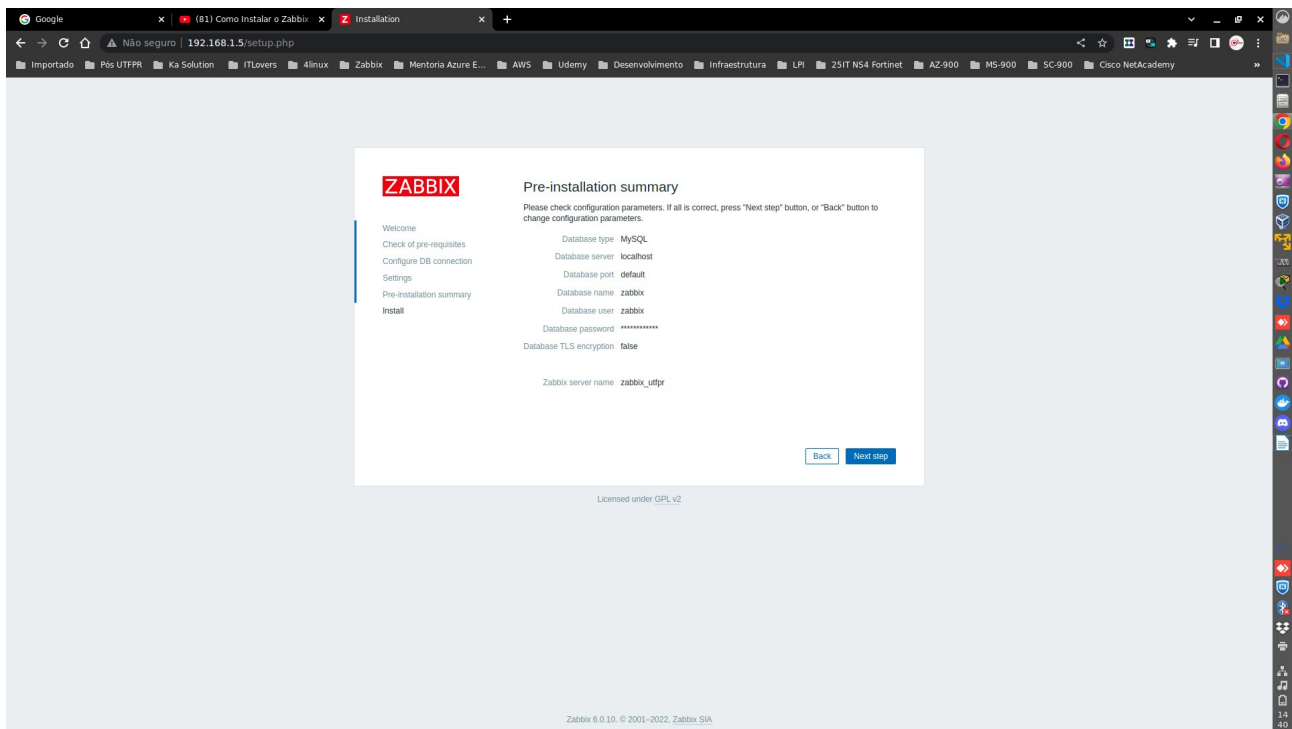 Google
(81) Como Instalar o Zabbix
Z Installation
Não seguro | 192.168.1.5/setup.php
Importado Pós UTFPR Ka Solution ITLovers 4linux Zabbix Mentoria Azure E... AWS Udemy Desenvolvimento Infraestrutura LPI 25IT NS4 Fortinet AZ-900 MS-900 SC-900 Cisco NetAcademy »
ZABBIX
Welcome
Check of pre-requisites
Configure DB connection
Settings
Pre-installation summary
Install
Pre-installation summary
Please check configuration parameters. If all is correct, press "Next step" button, or "Back" button to
change configuration parameters.
Database type MySQL
Database server localhost
Database port default
Database name zabbix
Database user zabbix
Database password ************
Database TLS encryption false
Zabbix server name zabbix_utfpr
Back Next step
Licensed under GPL v2
Zabbix 6.0.10. © 2001–2022, Zabbix SIA
14
40